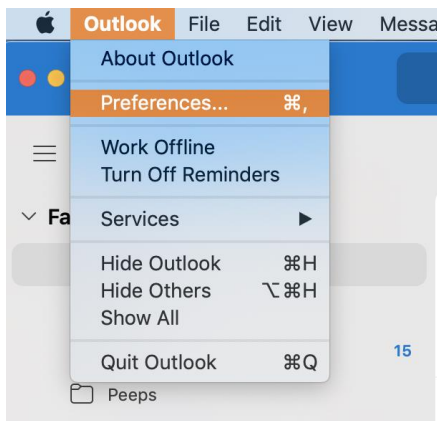 Outlook File Edit View Messa
About Outlook
Preferences... ⌘,
Work Offline
Turn Off Reminders
Fa
Services ▶
Hide Outlook ⌘H
Hide Others ⌥⌘H
Show All
Quit Outlook ⌘Q
15
Peeps